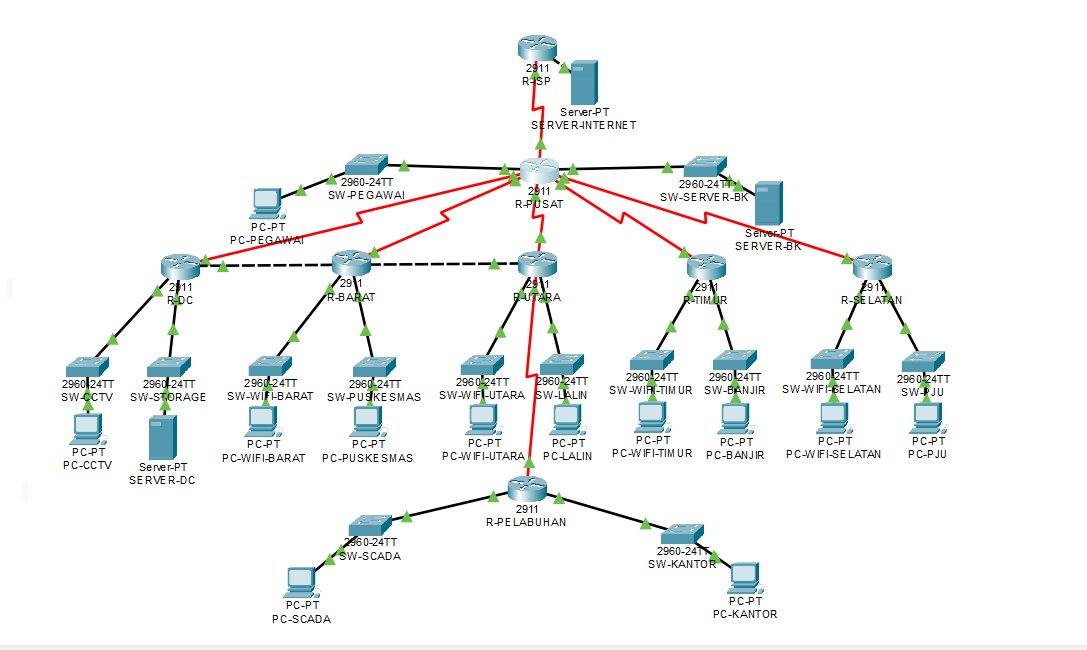 2911
R-ISP
Server-PT
SERVER-INTERNET
2960-24TT
SW-PEGAWAI
PC-PT
PC-PEGAWAI
2911
R-PUSAT
2960-24TT
SW-SERVER-BK
Server-PT
SERVER-BK
2911
R-DC
2911
R-BARAT
2911
R-UTARA
2911
R-TIMUR
2911
R-SELATAN
2960-24TT
SW-CCTV
2960-24TT
SW-STORAGE
2960-24TT
SW-WIFI-BARAT
2960-24TT
SW-PUSKESMAS
2960-24TT
SW-WIFI-UTARA
2960-24TT
SW-LALIN
2960-24TT
SW-WIFI-TIMUR
2960-24TT
SW-BANJIR
2960-24TT
SW-WIFI-SELATAN
2960-24TT
SW-PJU
PC-PT
PC-CCTV
Server-PT
SERVER-DC
PC-PT
PC-WIFI-BARAT
PC-PT
PC-PUSKESMAS
PC-PT
PC-WIFI-UTARA
PC-PT
PC-LALIN
PC-PT
PC-WIFI-TIMUR
PC-PT
PC-BANJIR
PC-PT
PC-WIFI-SELATAN
PC-PT
PC-PJU
2911
R-PELABUHAN
2960-24TT
SW-SCADA
PC-PT
PC-SCADA
2960-24TT
SW-KANTOR
PC-PT
PC-KANTOR